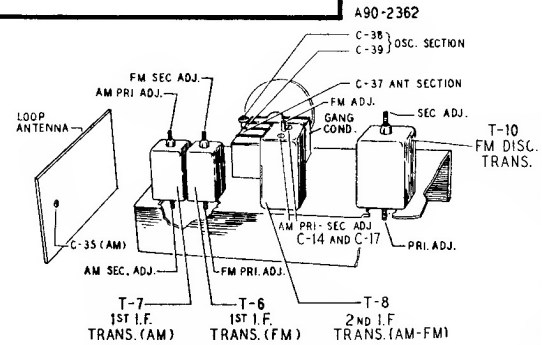 A90-2362
C-38
C-39 } OSC. SECTION
C-37 ANT SECTION
FM SEC ADJ.
AM PRI ADJ.
FM ADJ.
GANG
COND.
SEC ADJ.
LOOP
ANTENNA
T-10
FM DISC.
TRANS.
C-35 (AM)
AM PRI-SEC ADJ
C-14 AND C-17
PRI. ADJ.
AM SEC. ADJ.
FM PRI. ADJ.
T-7
1ST I.F.
TRANS. (AM)
T-6
1ST I.F.
TRANS. (FM)
T-8
2ND I.F
TRANS. (AM-FM)